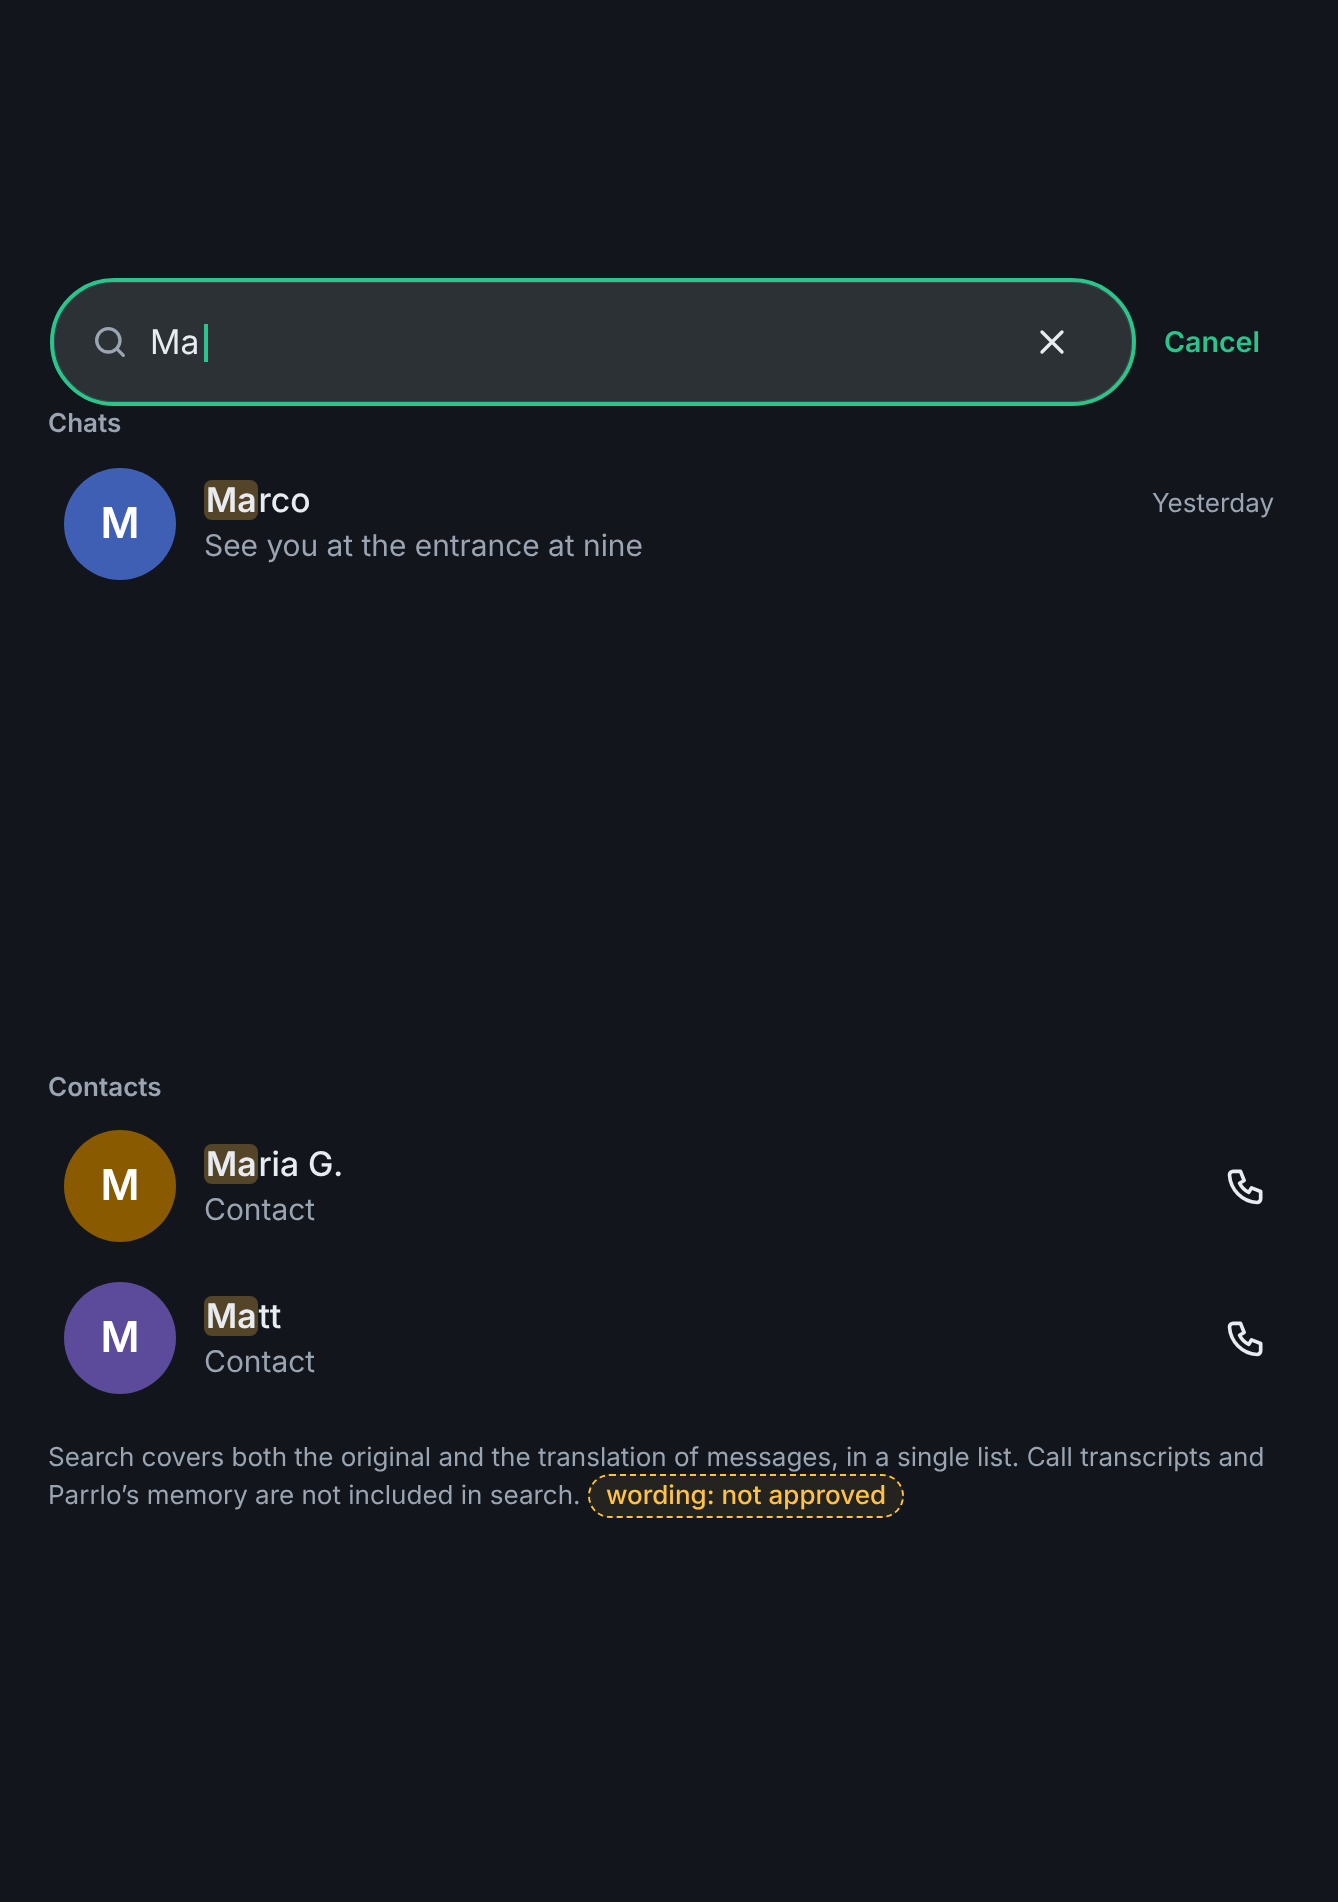 Ma
Cancel
Chats
M
Marco
Yesterday
See you at the entrance at nine
Contacts
M
Maria G.
Contact
M
Matt
Contact
Search covers both the original and the translation of messages, in a single list. Call transcripts and
Parrlo’s memory are not included in search. wording: not approved